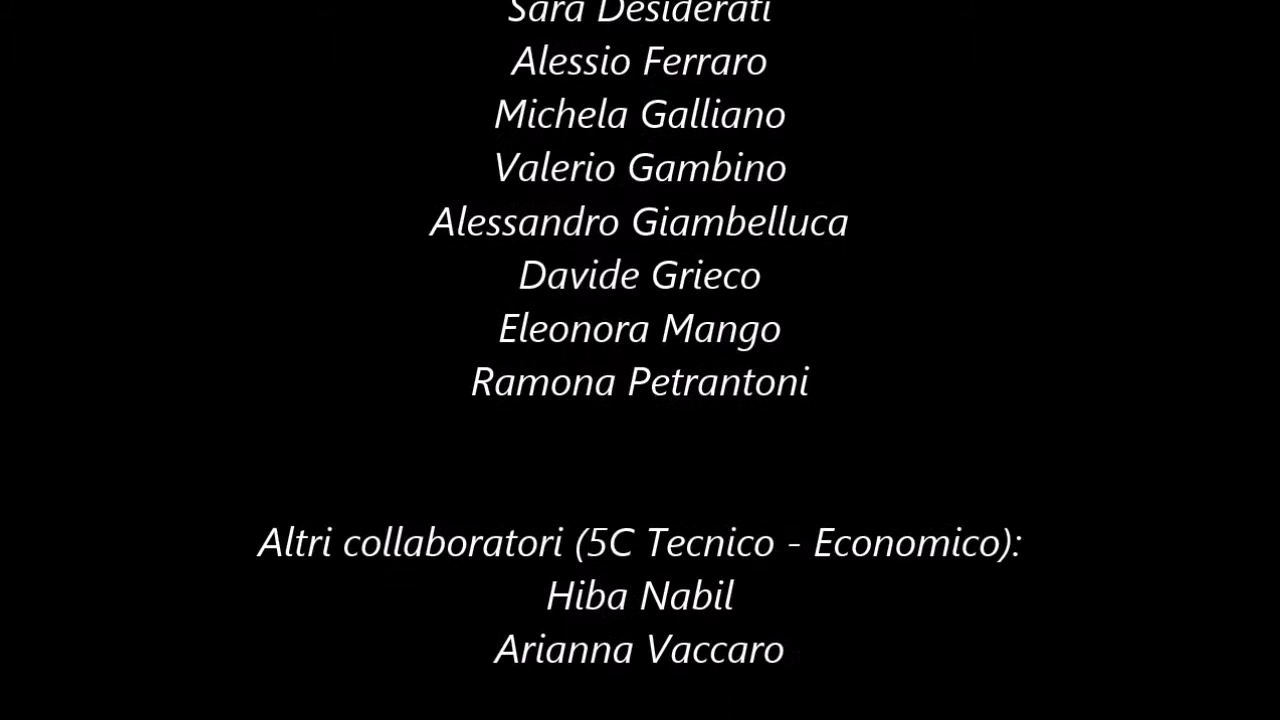 Sara Desiderati
Alessio Ferraro
Michela Galliano
Valerio Gambino
Alessandro Giambelluca
Davide Grieco
Eleonora Mango
Ramona Petrantoni
Altri collaboratori (5C Tecnico - Economico):
Hiba Nabil
Arianna Vaccaro